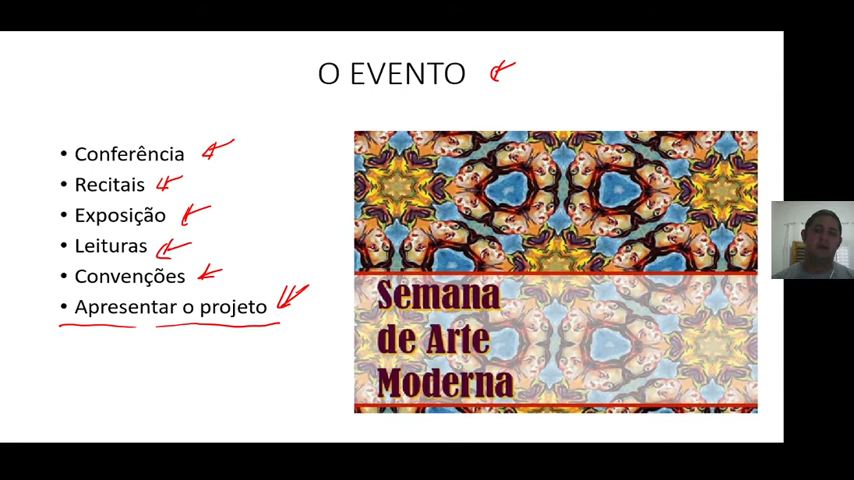 O EVENTO
• Conferência
• Recitais
• Exposição
• Leituras
• Convenções
• Apresentar o projeto
Semana
de Arte
Moderna